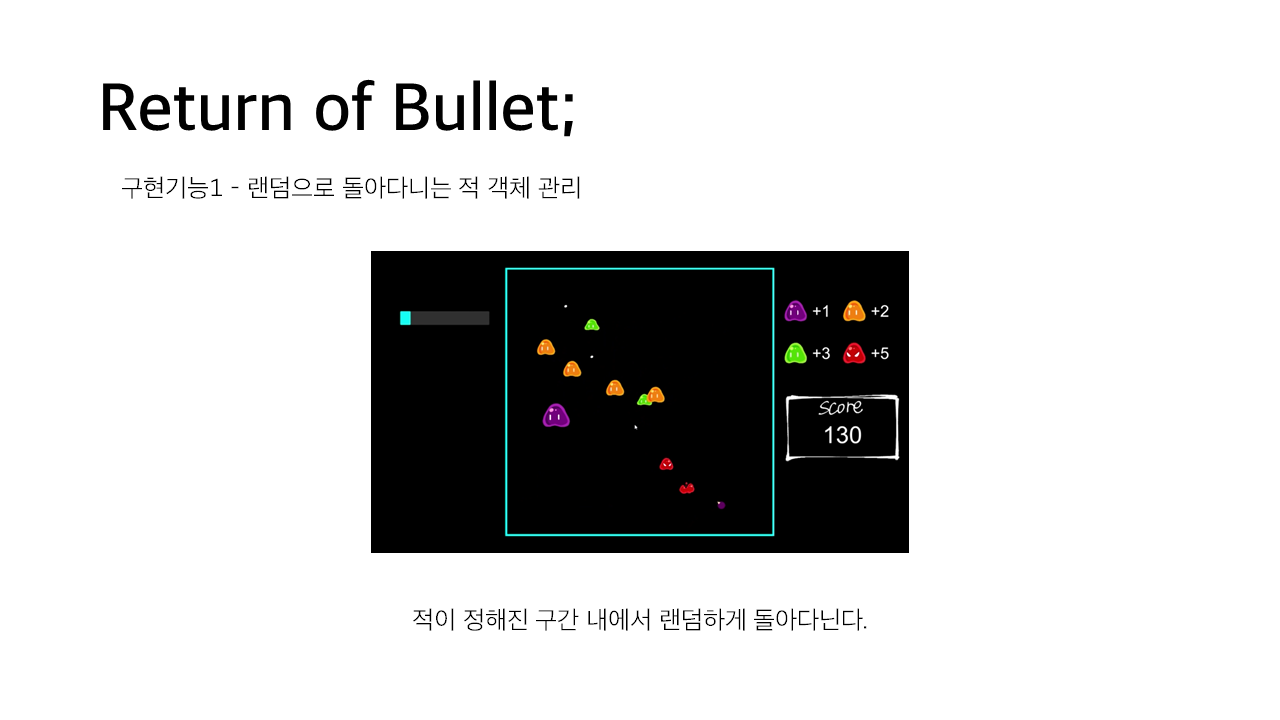 Return of Bullet;
구현기능1 - 랜덤으로 돌아다니는 적 객체 관리
+1 +2
+3 +5
Score
130
적이 정해진 구간 내에서 랜덤하게 돌아다닌다.